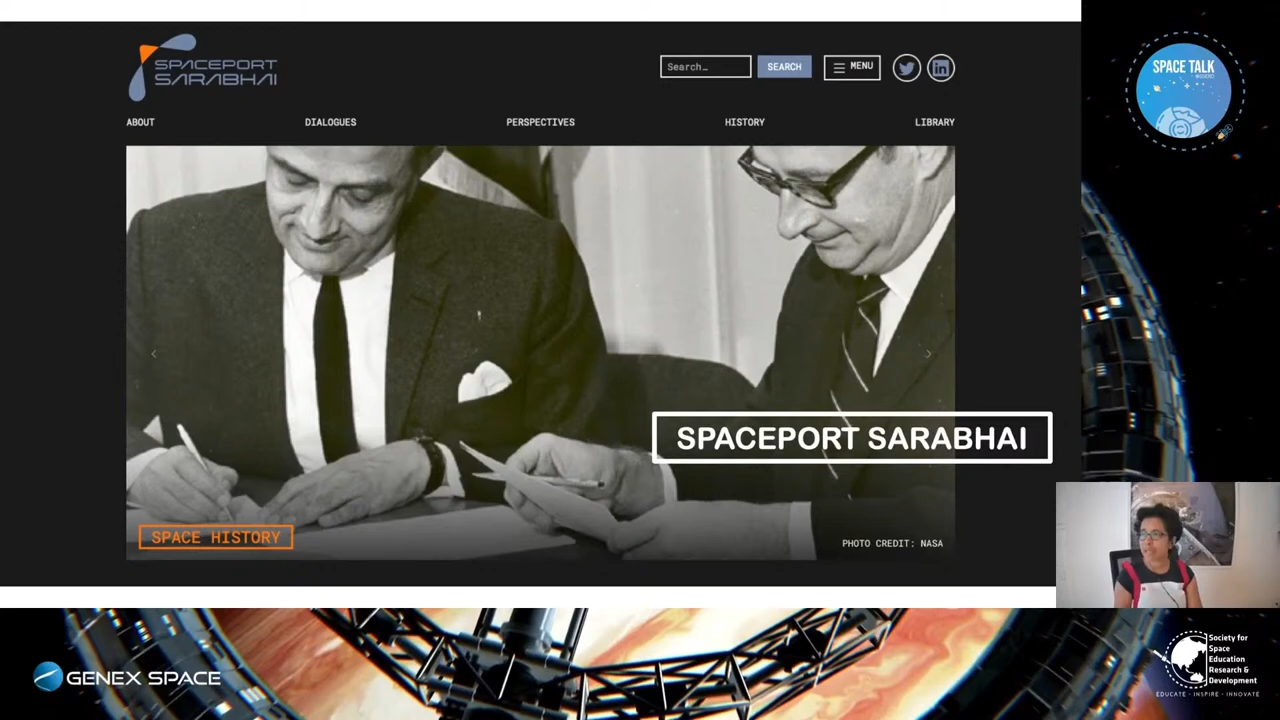 SPACEPORT
SARABHAI
Search…
SEARCH
MENU
ABOUT
DIALOGUES
PERSPECTIVES
HISTORY
LIBRARY
SPACEPORT SARABHAI
SPACE HISTORY
PHOTO CREDIT: NASA
SPACE TALK
GENEX SPACE
Society for
Space
Education
Research &
Development
EDUCATE · INSPIRE · INNOVATE